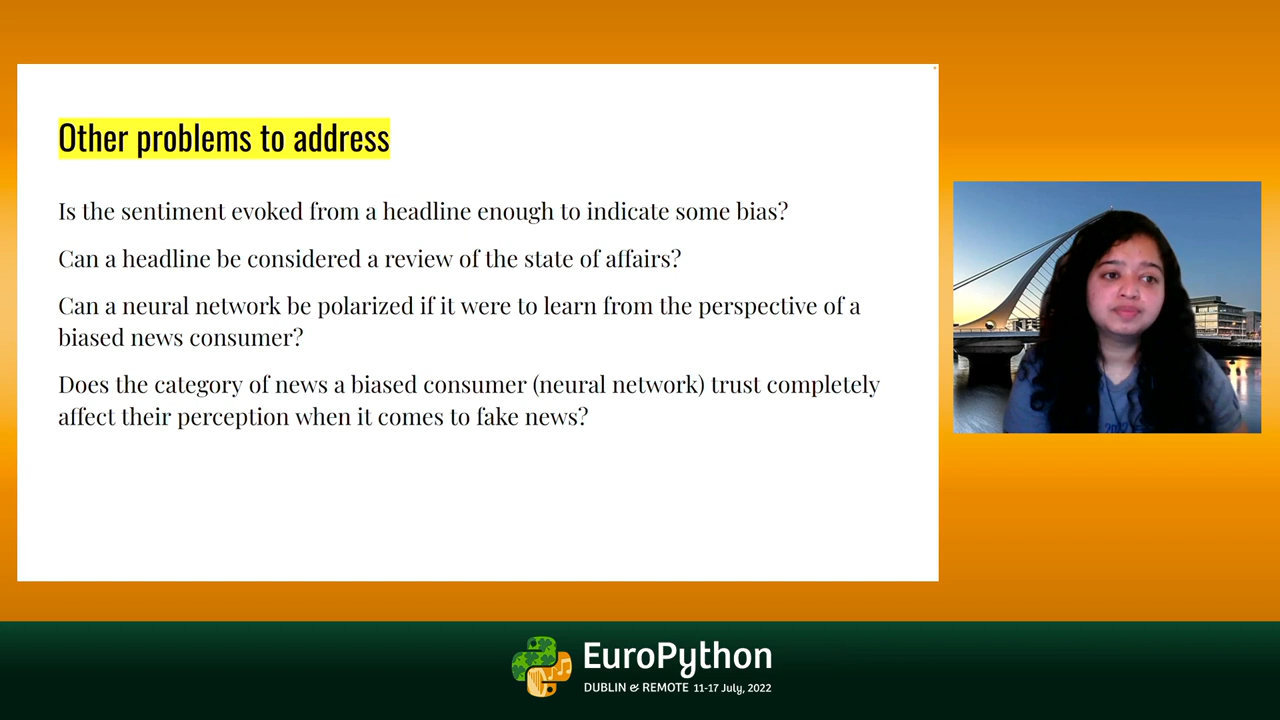 Other problems to address
Is the sentiment evoked from a headline enough to indicate some bias?
Can a headline be considered a review of the state of affairs?
Can a neural network be polarized if it were to learn from the perspective of a
biased news consumer?
Does the category of news a biased consumer (neural network) trust completely
affect their perception when it comes to fake news?
EuroPython
DUBLIN & REMOTE 11-17 July, 2022